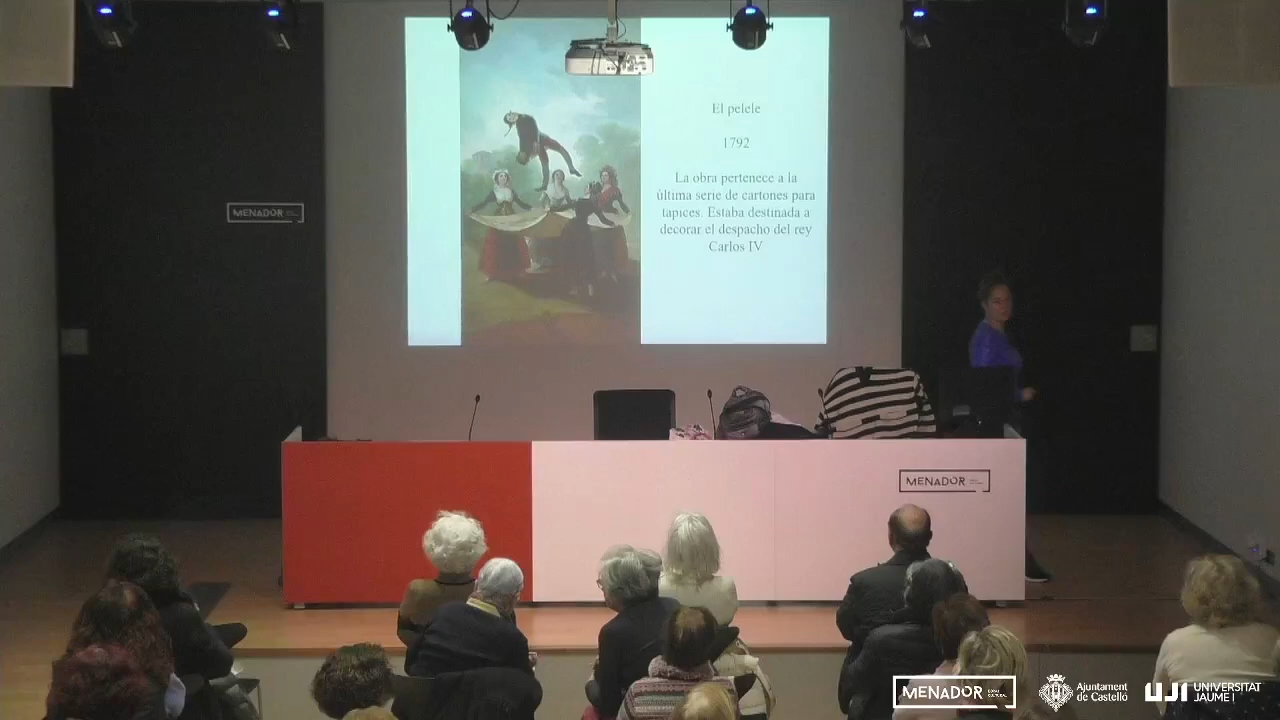 El pelele
1792
La obra pertenece a la
última serie de cartones para
tapices. Estaba destinada a
decorar el despacho del rey
Carlos IV
MENADOR
MENADOR
MENADOR
Ajuntament
de Castelló
UJI UNIVERSITAT
JAUME I